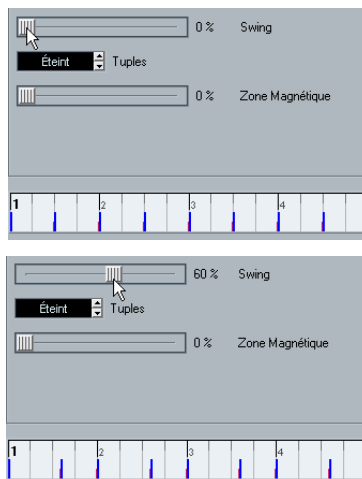 0 % Swing
Éteint Tuples
0 % Zone Magnétique
1 2 3 4
60 % Swing
Éteint Tuples
0 % Zone Magnétique
1 2 3 4